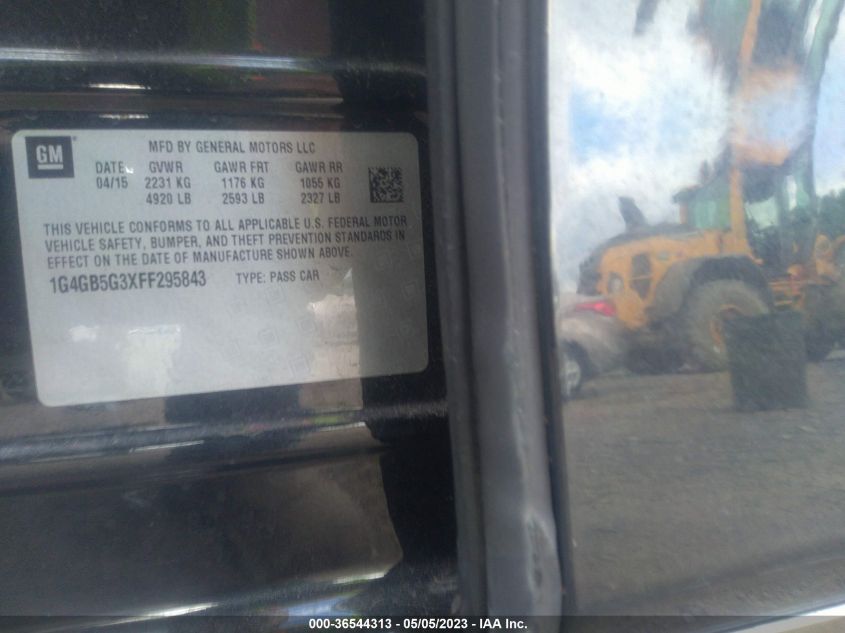 GM
MFD BY GENERAL MOTORS LLC
DATE GVWR GAWR FRT GAWR RR
04/15 2231 KG 1176 KG 1055 KG
4920 LB 2593 LB 2327 LB
THIS VEHICLE CONFORMS TO ALL APPLICABLE U.S. FEDERAL MOTOR
VEHICLE SAFETY, BUMPER, AND THEFT PREVENTION STANDARDS IN
EFFECT ON THE DATE OF MANUFACTURE SHOWN ABOVE.
1G4GB5G3XFF295843 TYPE: PASS CAR
000-36544313 - 05/05/2023 - IAA Inc.